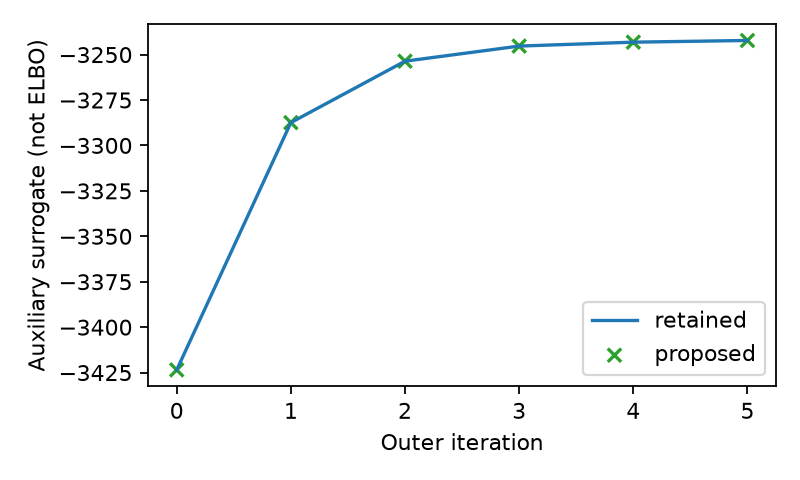 Auxiliary surrogate (not ELBO)
−3250
−3275
−3300
−3325
−3350
−3375
−3400
−3425
retained
proposed
0 1 2 3 4 5
Outer iteration